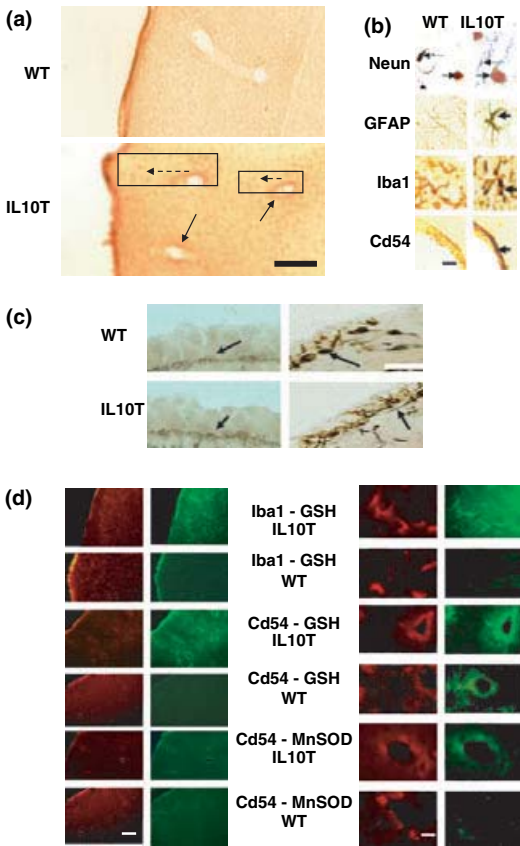 (a)
WT
IL10T
(b)
WT IL10T
Neun
GFAP
Iba1
Cd54
(c)
WT
IL10T
(d)
Iba1 - GSH
IL10T
Iba1 - GSH
WT
Cd54 - GSH
IL10T
Cd54 - GSH
WT
Cd54 - MnSOD
IL10T
Cd54 - MnSOD
WT